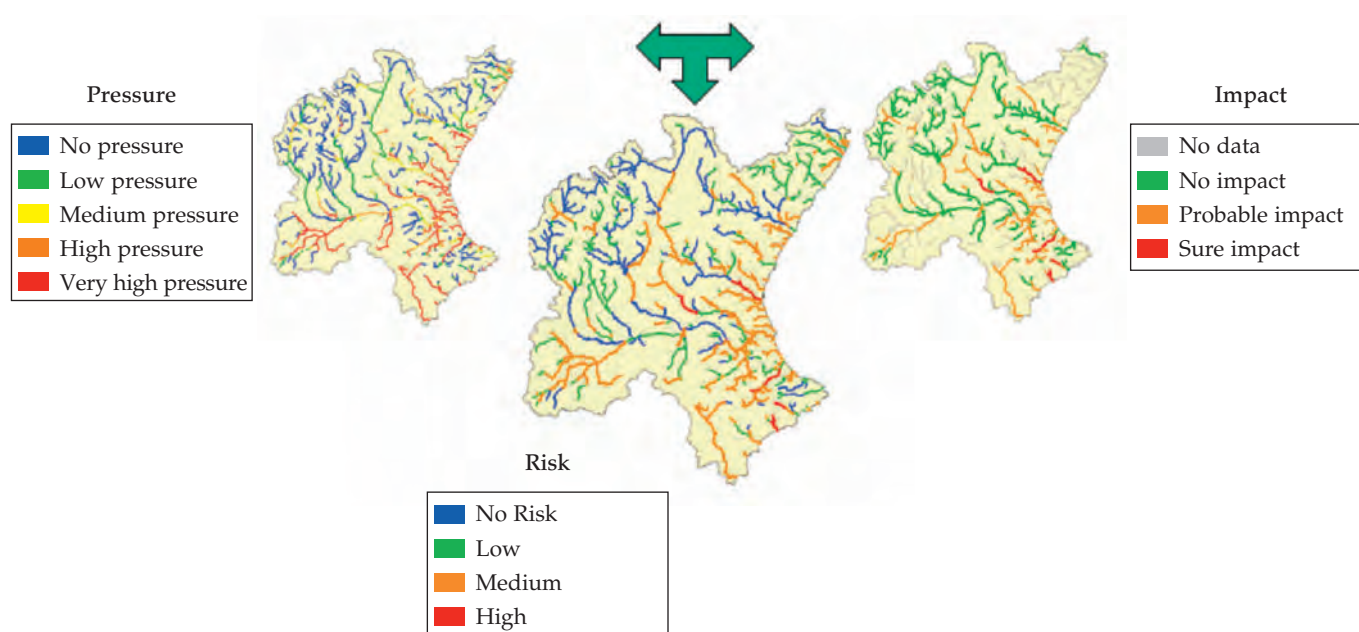 Pressure
No pressure
Low pressure
Medium pressure
High pressure
Very high pressure
Impact
No data
No impact
Probable impact
Sure impact
Risk
No Risk
Low
Medium
High